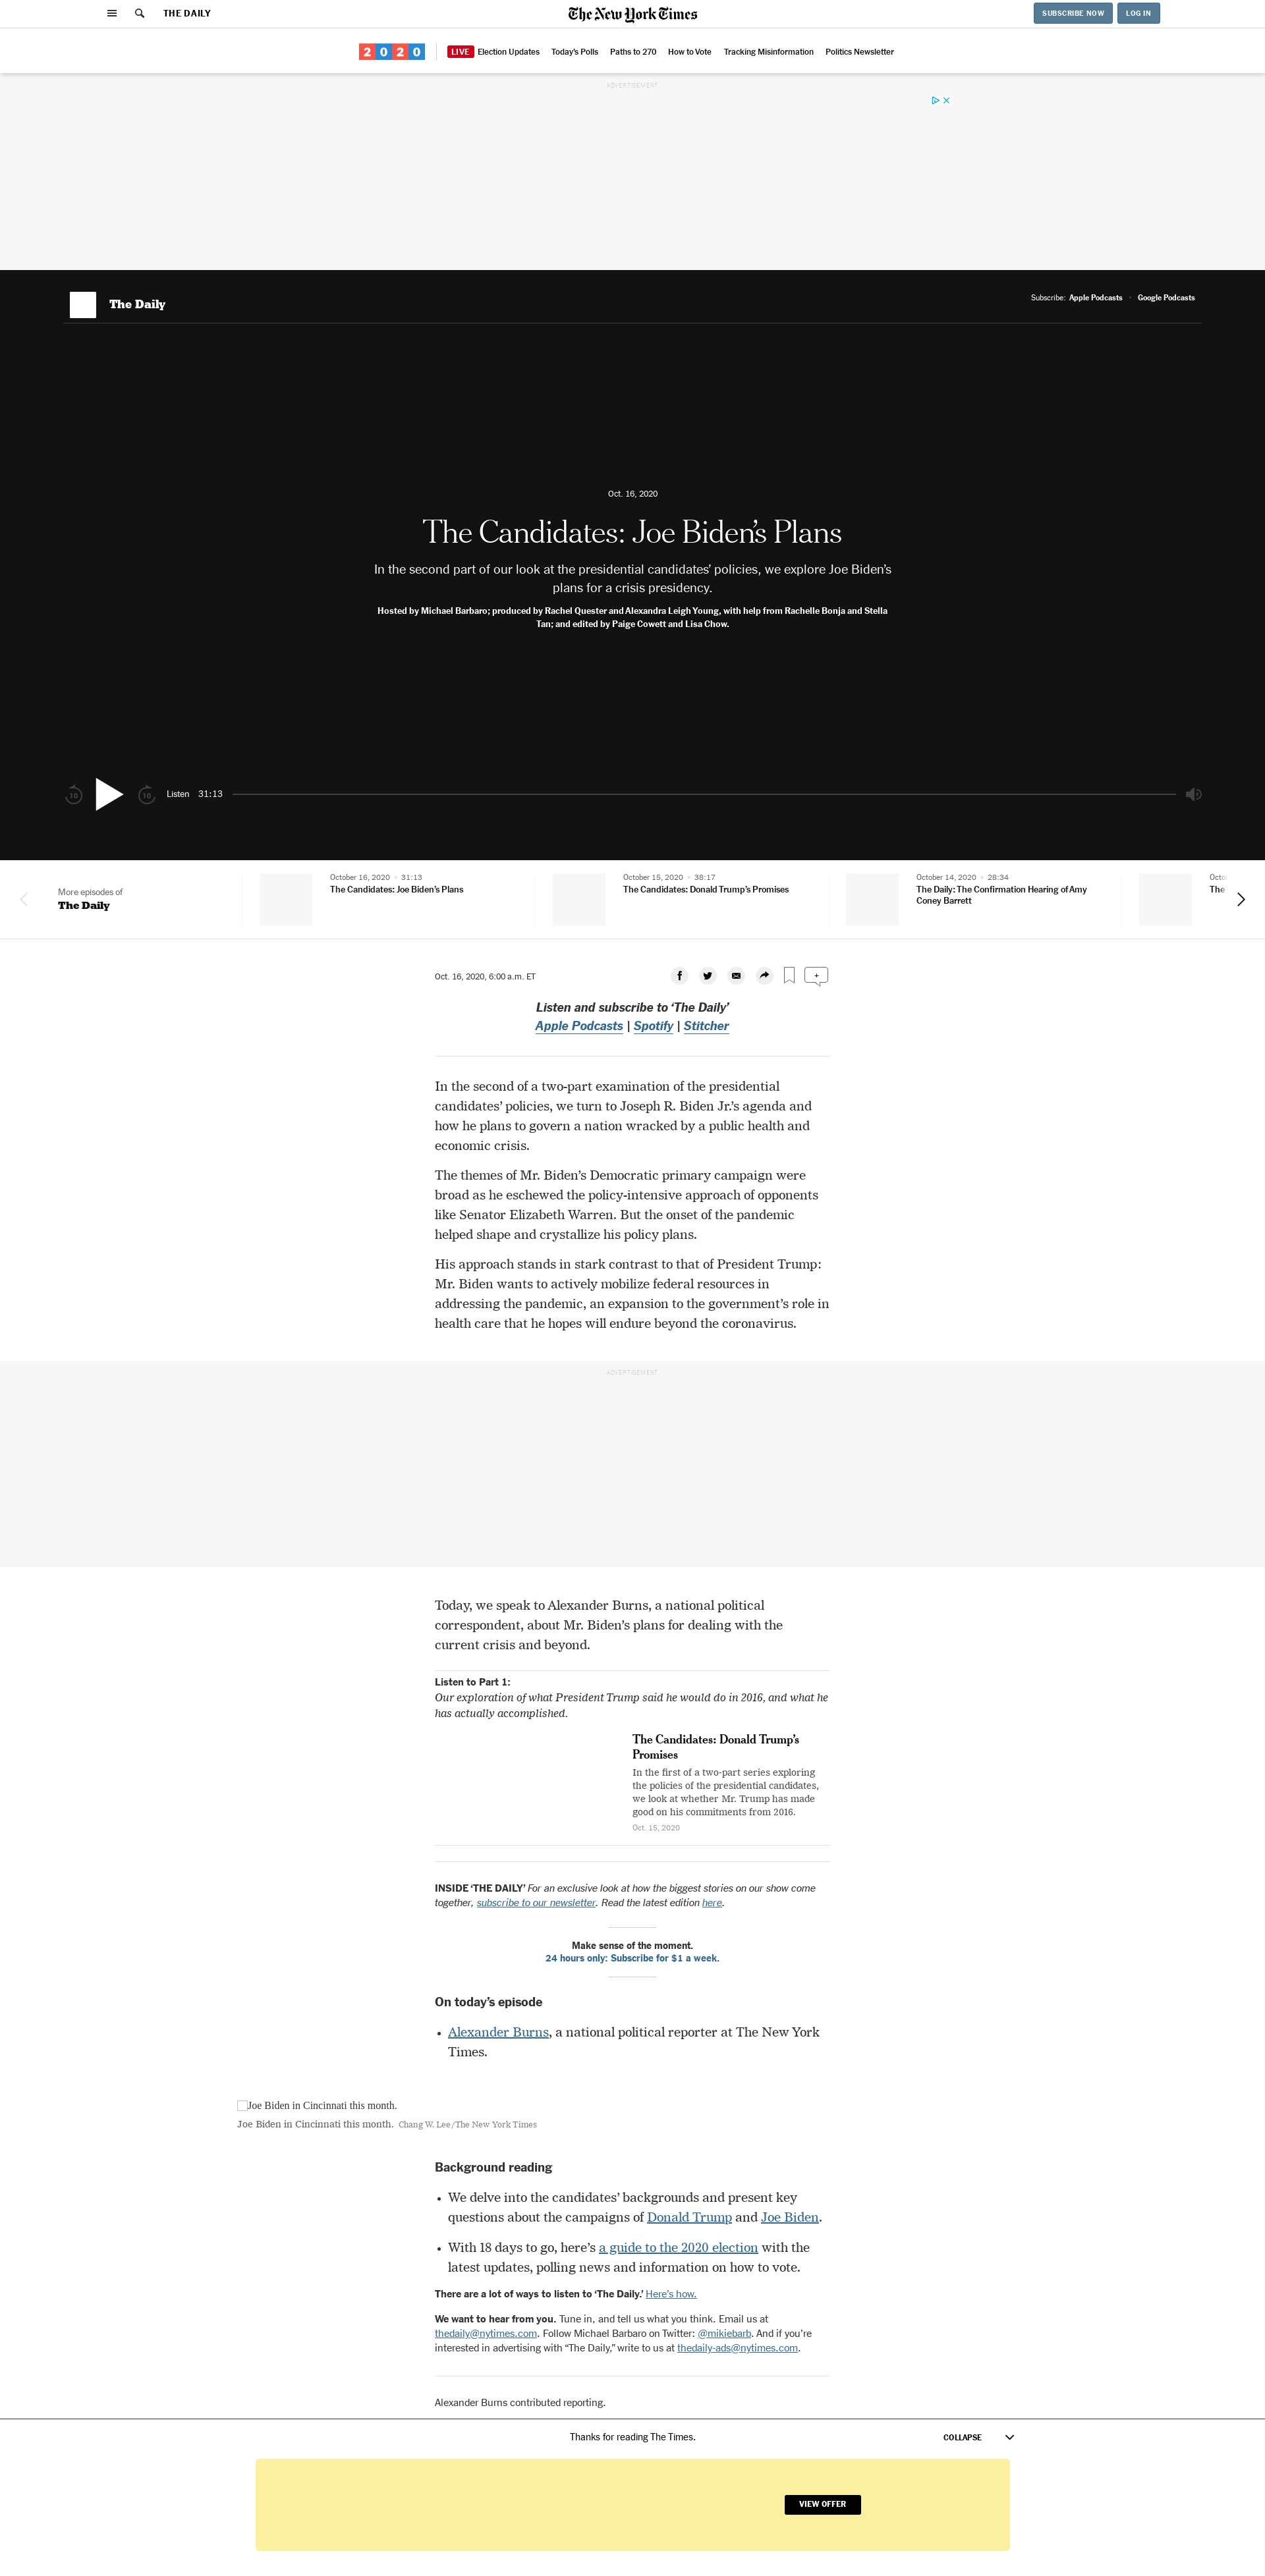 THE DAILY
The New York Times
SUBSCRIBE NOW
LOG IN
2020
LIVE Election Updates
Today's Polls
Paths to 270
How to Vote
Tracking Misinformation
Politics Newsletter
ADVERTISEMENT
The Daily
Subscribe: Apple Podcasts
Google Podcasts
Oct. 16, 2020
The Candidates: Joe Biden's Plans
In the second part of our look at the presidential candidates' policies, we explore Joe Biden's
plans for a crisis presidency.
Hosted by Michael Barbaro; produced by Rachel Quester and Alexandra Leigh Young, with help from Rachelle Bonja and Stella
Tan; and edited by Paige Cowett and Lisa Chow.
10
10
Listen 31:13
More episodes of
The Daily
October 16, 2020 • 31:13
The Candidates: Joe Biden's Plans
October 15, 2020 • 38:17
The Candidates: Donald Trump's Promises
October 14, 2020 • 28:34
The Daily: The Confirmation Hearing of Amy
Coney Barrett
The
Oct. 16, 2020, 6:00 a.m. ET
Listen and subscribe to 'The Daily'
Apple Podcasts | Spotify | Stitcher
In the second of a two-part examination of the presidential
candidates' policies, we turn to Joseph R. Biden Jr.'s agenda and
how he plans to govern a nation wracked by a public health and
economic crisis.
The themes of Mr. Biden's Democratic primary campaign were
broad as he eschewed the policy-intensive approach of opponents
like Senator Elizabeth Warren. But the onset of the pandemic
helped shape and crystallize his policy plans.
His approach stands in stark contrast to that of President Trump:
Mr. Biden wants to actively mobilize federal resources in
addressing the pandemic, an expansion to the government's role in
health care that he hopes will endure beyond the coronavirus.
ADVERTISEMENT
Today, we speak to Alexander Burns, a national political
correspondent, about Mr. Biden's plans for dealing with the
current crisis and beyond.
Listen to Part 1:
Our exploration of what President Trump said he would do in 2016, and what he
has actually accomplished.
The Candidates: Donald Trump's
Promises
In the first of a two-part series exploring
the policies of the presidential candidates,
we look at whether Mr. Trump has made
good on his commitments from 2016.
Oct. 15, 2020
INSIDE 'THE DAILY' For an exclusive look at how the biggest stories on our show come
together, subscribe to our newsletter. Read the latest edition here.
Make sense of the moment.
24 hours only: Subscribe for $1 a week.
On today's episode
• Alexander Burns, a national political reporter at The New York
Times.
Joe Biden in Cincinnati this month.
Joe Biden in Cincinnati this month. Chang W. Lee/The New York Times
Background reading
• We delve into the candidates' backgrounds and present key
questions about the campaigns of Donald Trump and Joe Biden.
• With 18 days to go, here's a guide to the 2020 election with the
latest updates, polling news and information on how to vote.
There are a lot of ways to listen to 'The Daily.' Here's how.
We want to hear from you. Tune in, and tell us what you think. Email us at
thedaily@nytimes.com. Follow Michael Barbaro on Twitter: @mikiebarb. And if you're
interested in advertising with "The Daily," write to us at thedaily-ads@nytimes.com.
Alexander Burns contributed reporting.
Thanks for reading The Times.
COLLAPSE
VIEW OFFER